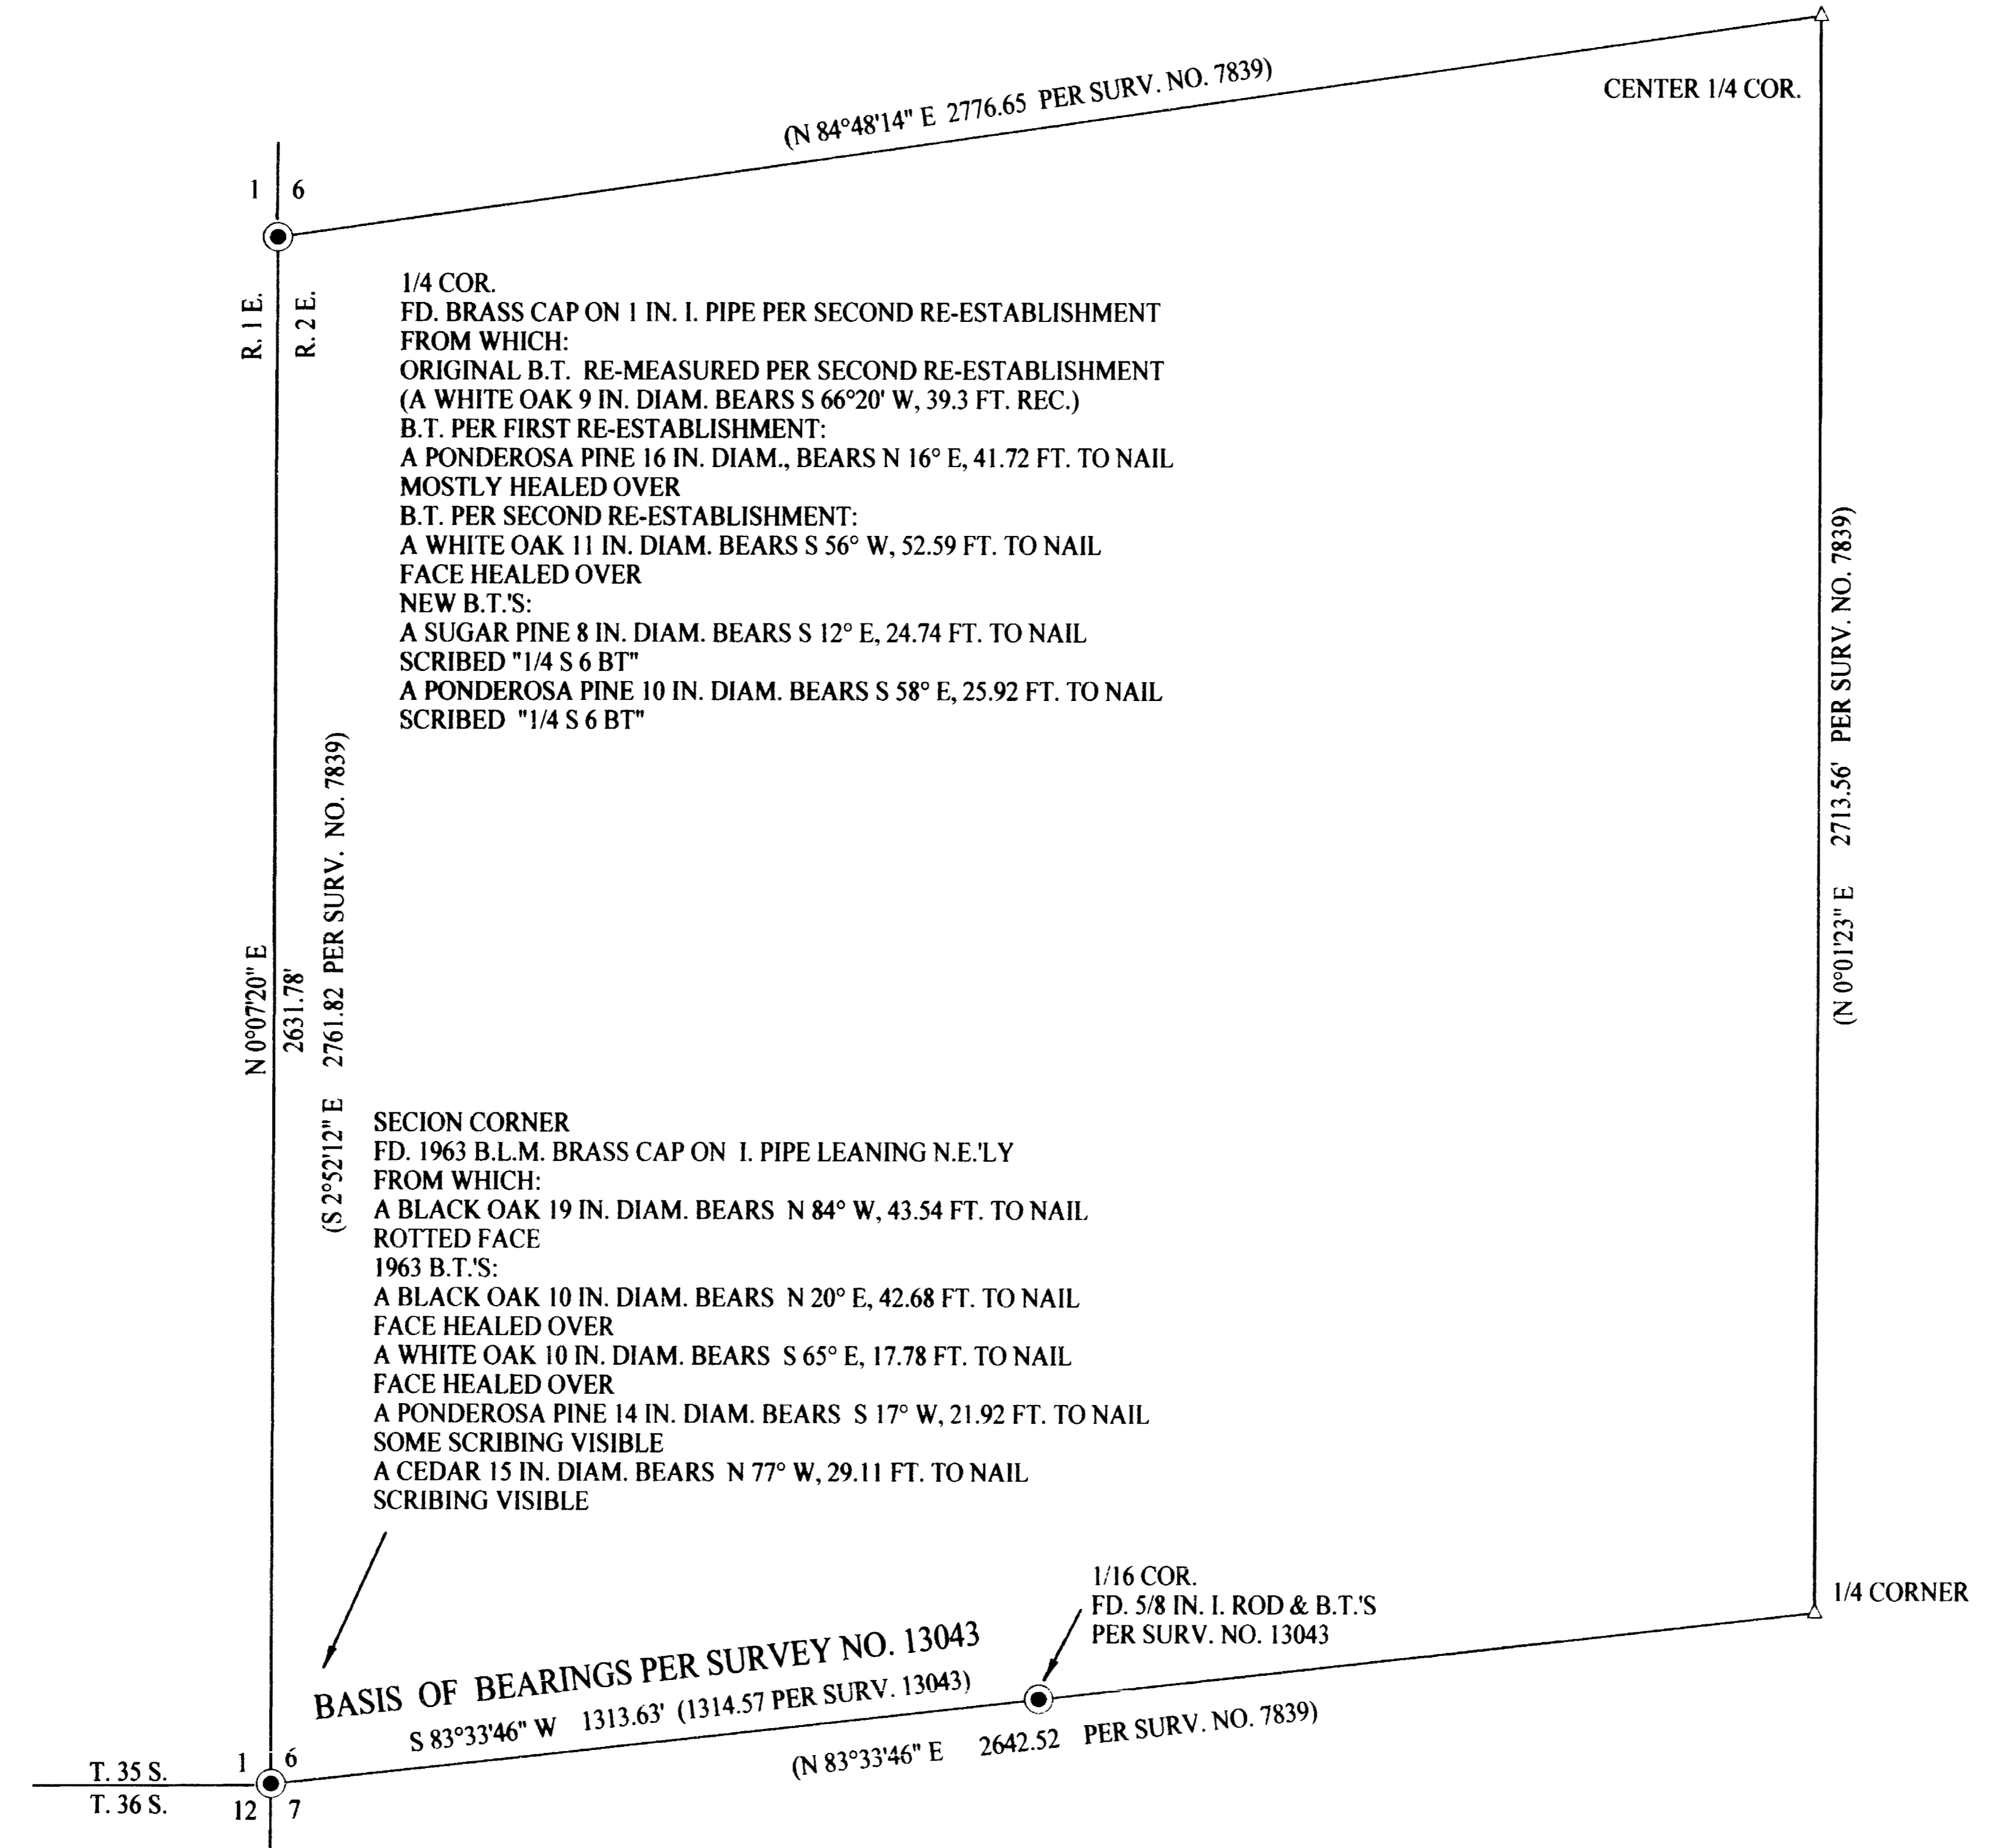 (N 84°48'14" E 2776.65 PER SURV. NO. 7839)
CENTER 1/4 COR.
1 6
R. 1 E.
R. 2 E.
1/4 COR.
FD. BRASS CAP ON 1 IN. I. PIPE PER SECOND RE-ESTABLISHMENT
FROM WHICH:
ORIGINAL B.T. RE-MEASURED PER SECOND RE-ESTABLISHMENT
(A WHITE OAK 9 IN. DIAM. BEARS S 66°20' W, 39.3 FT. REC.)
B.T. PER FIRST RE-ESTABLISHMENT:
A PONDEROSA PINE 16 IN. DIAM., BEARS N 16° E, 41.72 FT. TO NAIL
MOSTLY HEALED OVER
B.T. PER SECOND RE-ESTABLISHMENT:
A WHITE OAK 11 IN. DIAM. BEARS S 56° W, 52.59 FT. TO NAIL
FACE HEALED OVER
NEW B.T.'S:
A SUGAR PINE 8 IN. DIAM. BEARS S 12° E, 24.74 FT. TO NAIL
SCRIBED "1/4 S 6 BT"
A PONDEROSA PINE 10 IN. DIAM. BEARS S 58° E, 25.92 FT. TO NAIL
SCRIBED "1/4 S 6 BT"
N 0°07'20" E
2631.78'
(S 2°52'12" E 2761.82 PER SURV. NO. 7839)
(N 0°01'23" E 2713.56' PER SURV. NO. 7839)
SECION CORNER
FD. 1963 B.L.M. BRASS CAP ON I. PIPE LEANING N.E.'LY
FROM WHICH:
A BLACK OAK 19 IN. DIAM. BEARS N 84° W, 43.54 FT. TO NAIL
ROTTED FACE
1963 B.T.'S:
A BLACK OAK 10 IN. DIAM. BEARS N 20° E, 42.68 FT. TO NAIL
FACE HEALED OVER
A WHITE OAK 10 IN. DIAM. BEARS S 65° E, 17.78 FT. TO NAIL
FACE HEALED OVER
A PONDEROSA PINE 14 IN. DIAM. BEARS S 17° W, 21.92 FT. TO NAIL
SOME SCRIBING VISIBLE
A CEDAR 15 IN. DIAM. BEARS N 77° W, 29.11 FT. TO NAIL
SCRIBING VISIBLE
1/16 COR.
FD. 5/8 IN. I. ROD & B.T.'S
PER SURV. NO. 13043
1/4 CORNER
BASIS OF BEARINGS PER SURVEY NO. 13043
S 83°33'46" W 1313.63' (1314.57 PER SURV. 13043)
(N 83°33'46" E 2642.52 PER SURV. NO. 7839)
1 6
T. 35 S.
T. 36 S.
12 7